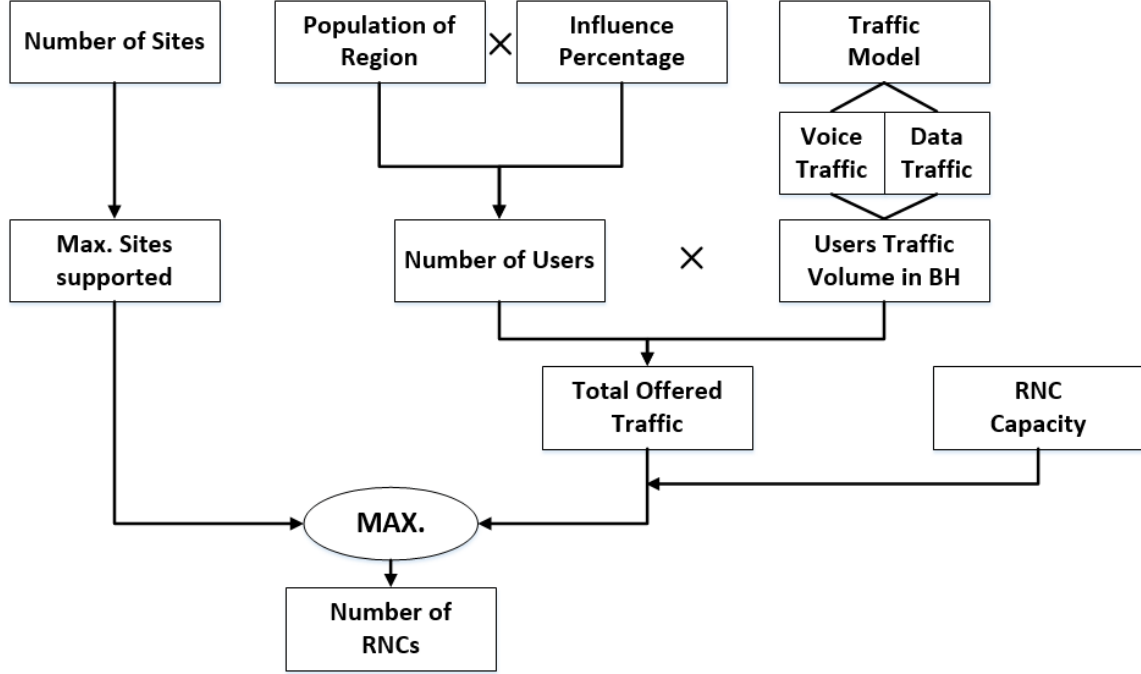 Number of Sites
Population of
Region
×
Influence
Percentage
Traffic
Model
Voice
Traffic
Data
Traffic
Max. Sites
supported
Number of Users
×
Users Traffic
Volume in BH
Total Offered
Traffic
RNC
Capacity
MAX.
Number of
RNCs